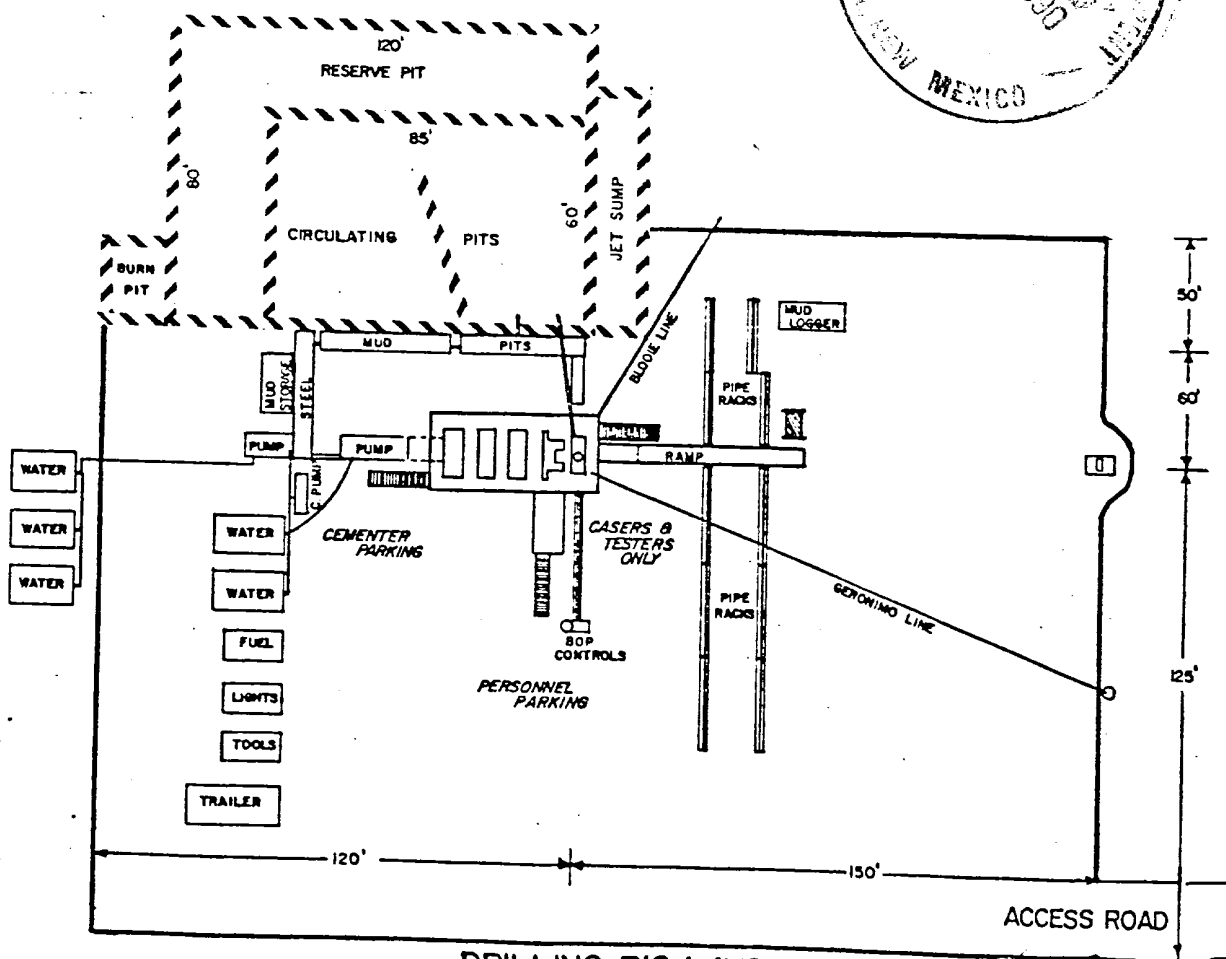 120'
RESERVE PIT
NEW MEXICO
85'
80'
CIRCULATING PITS
60'
JET SUMP
BURN
PIT
50'
MUD
LOGGER
MUD PITS
BLOOIE LINE
MUD
STORAGE
STEEL
PIPE
RACKS
60'
PUMP
PUMP
RAMP
WATER
WATER
WATER
WATER
WATER
CEMENTER
PARKING
CASERS &
TESTERS
ONLY
PIPE
RACKS
GERONIMO LINE
FUEL
BOP
CONTROLS
LIGHTS
PERSONNEL
PARKING
125'
TOOLS
TRAILER
120'
150'
ACCESS ROAD